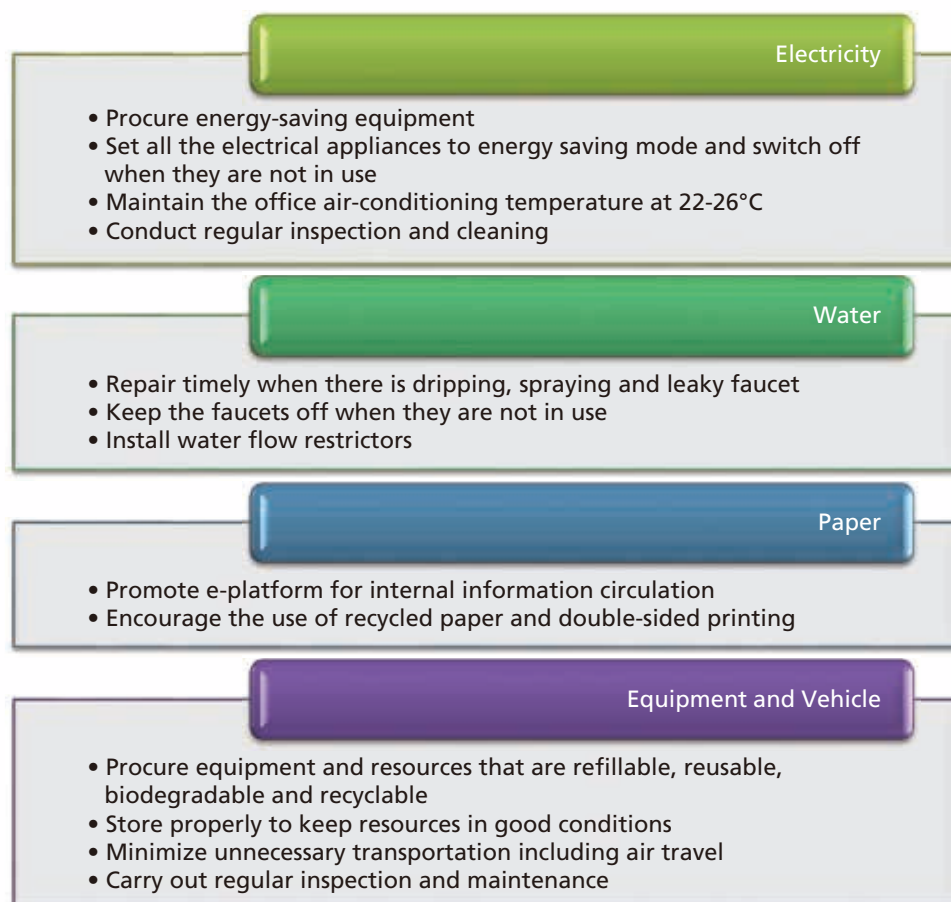 Electricity
• Procure energy-saving equipment
• Set all the electrical appliances to energy saving mode and switch off
when they are not in use
• Maintain the office air-conditioning temperature at 22-26°C
• Conduct regular inspection and cleaning
Water
• Repair timely when there is dripping, spraying and leaky faucet
• Keep the faucets off when they are not in use
• Install water flow restrictors
Paper
• Promote e-platform for internal information circulation
• Encourage the use of recycled paper and double-sided printing
Equipment and Vehicle
• Procure equipment and resources that are refillable, reusable,
biodegradable and recyclable
• Store properly to keep resources in good conditions
• Minimize unnecessary transportation including air travel
• Carry out regular inspection and maintenance